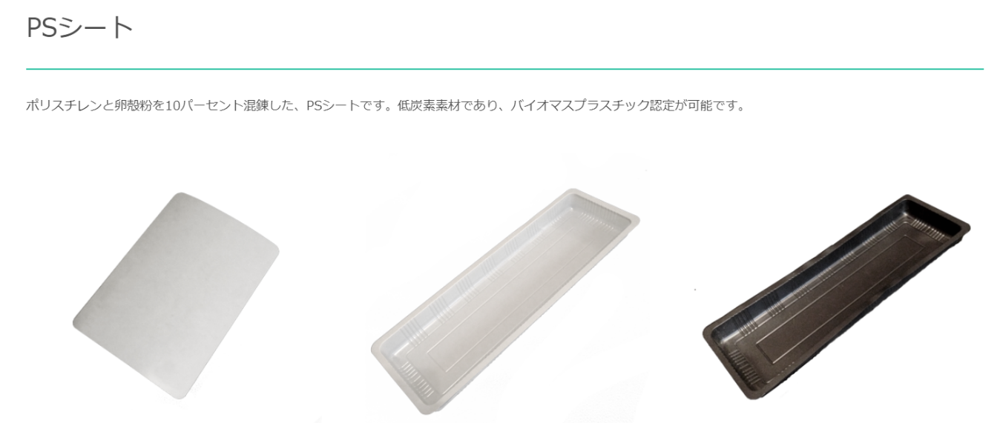 PSシート
ポリスチレンと卵殻粉を10パーセント混錬した、PSシートです。低炭素素材であり、バイオマスプラスチック認定が可能です。